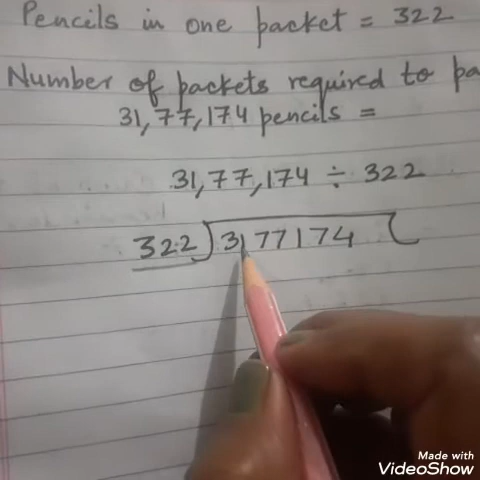 Pencils in one packet = 322
Number of packets required to pa
31,77,174 pencils =
31,77,174 ÷ 322
322)3177174(
Made with
VideoShow